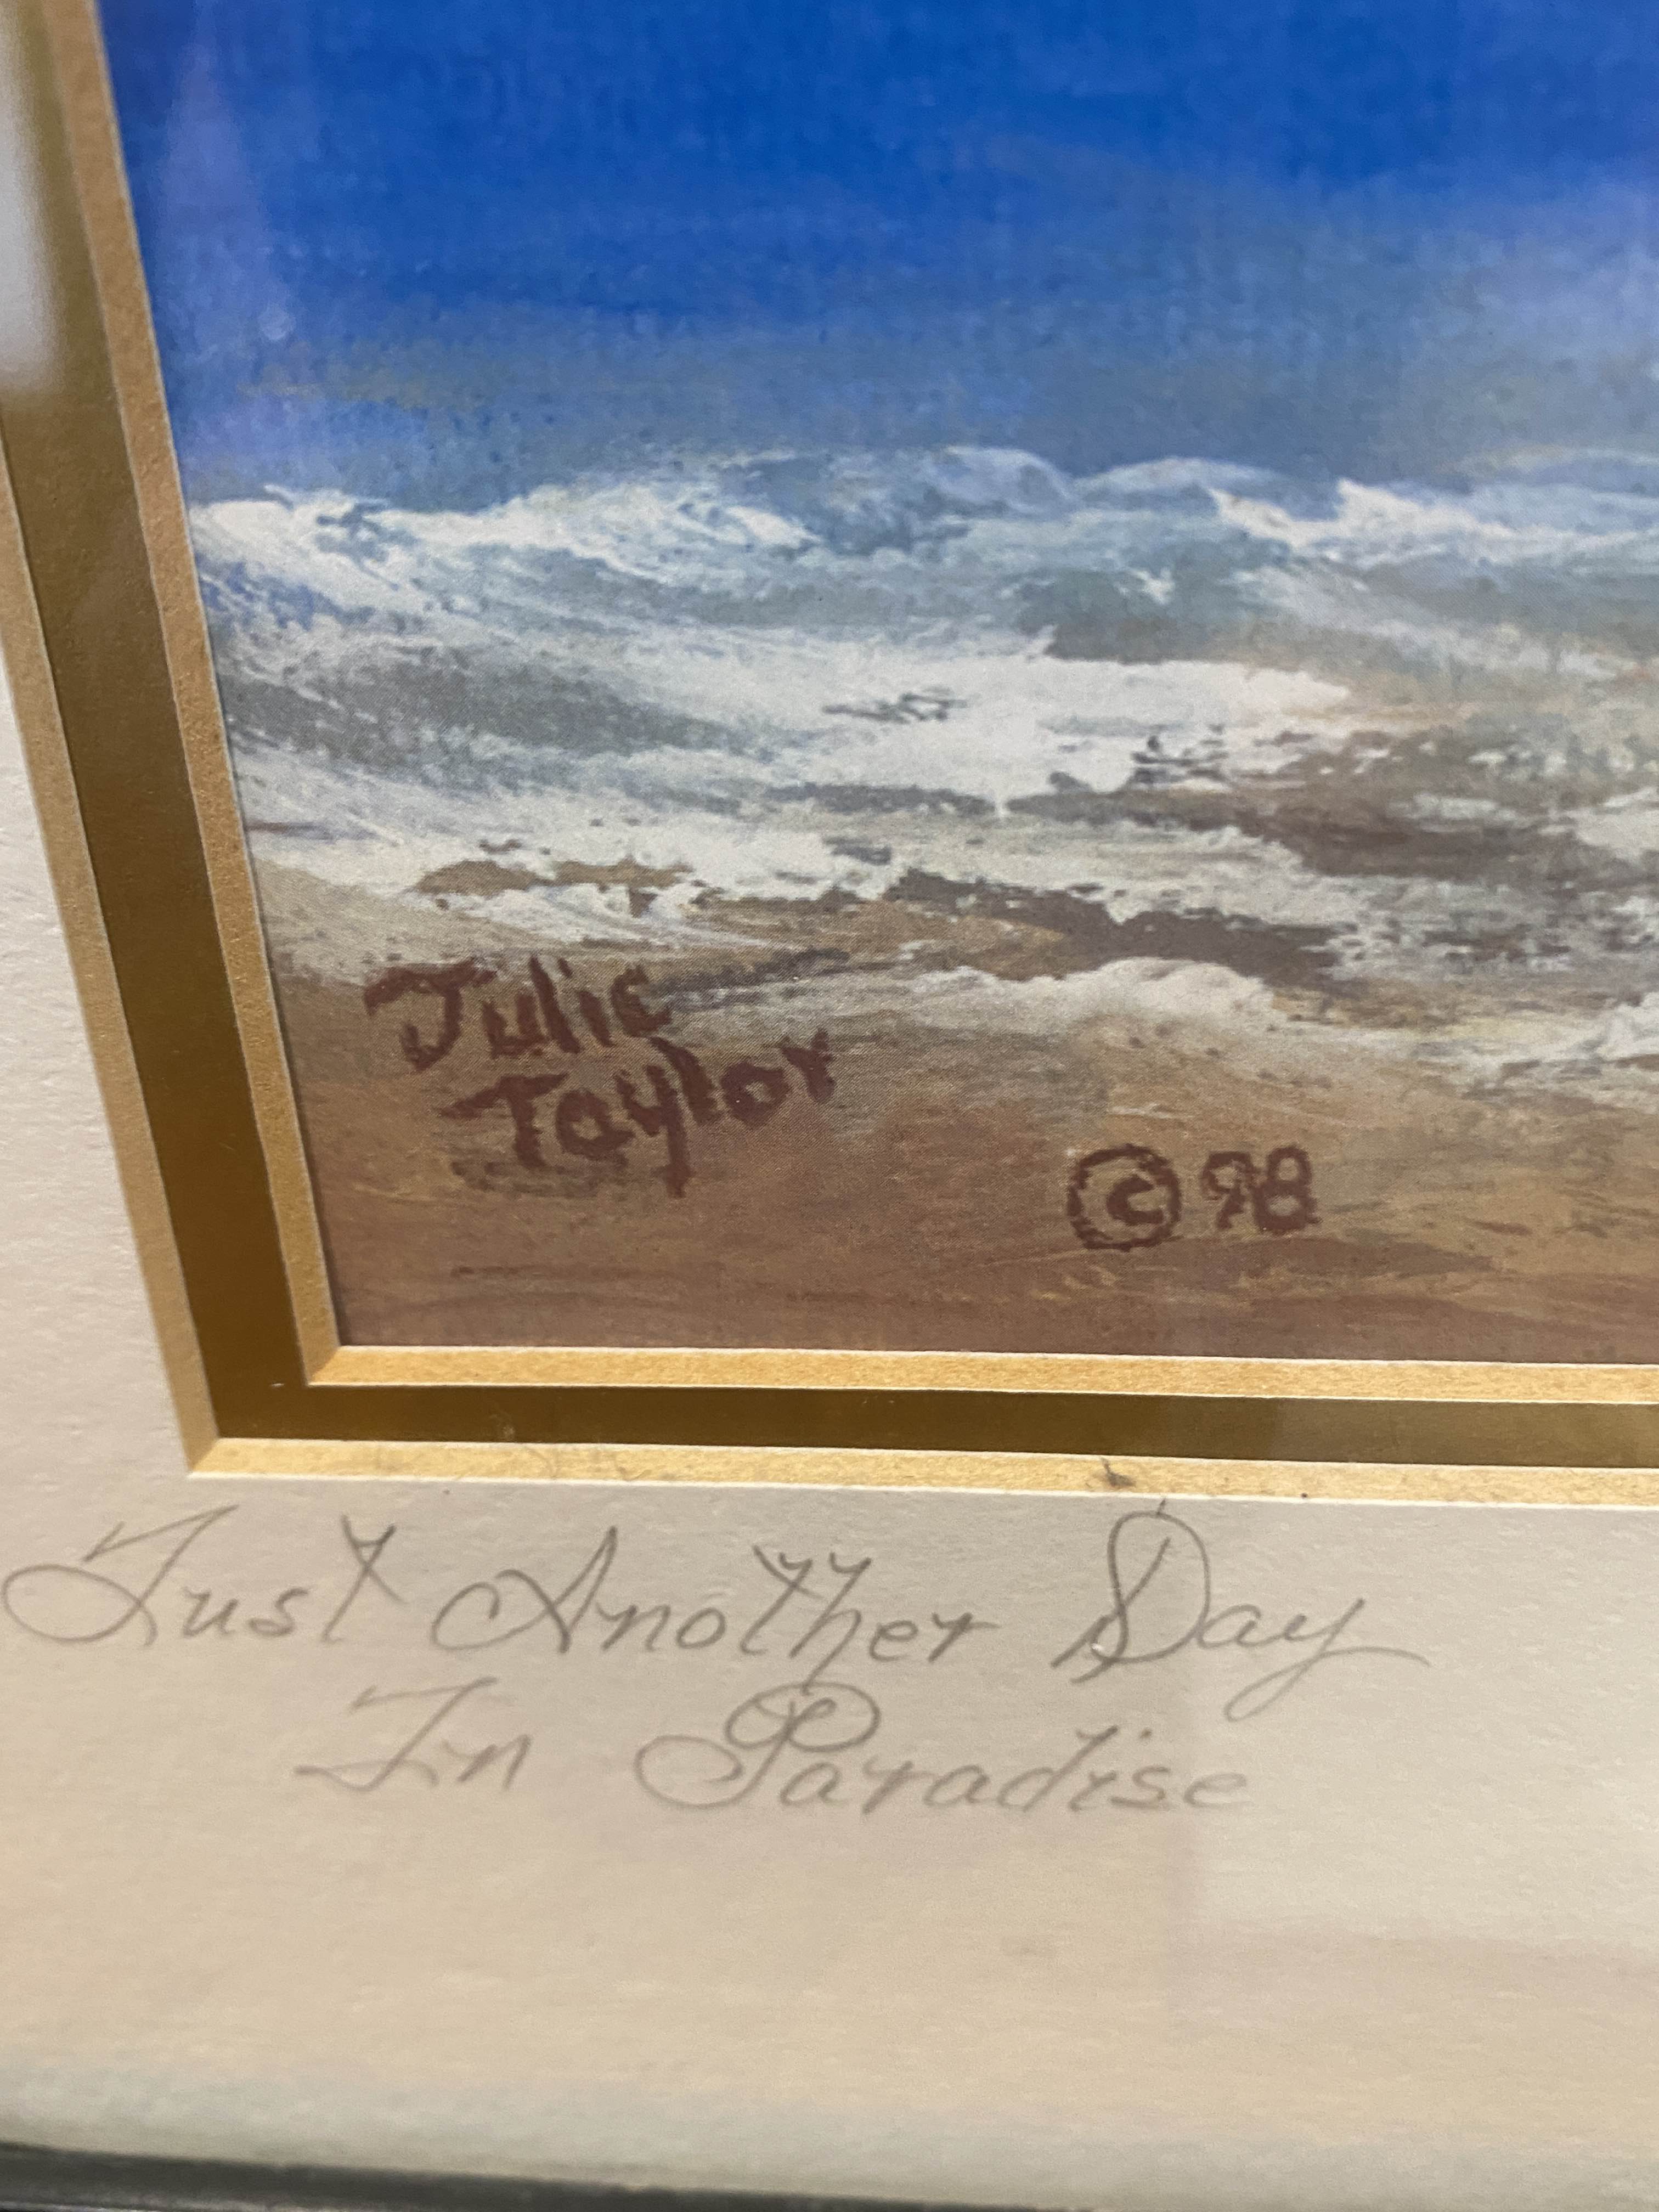 Julie
Taylor
© 98
Just Another Day
In Paradise